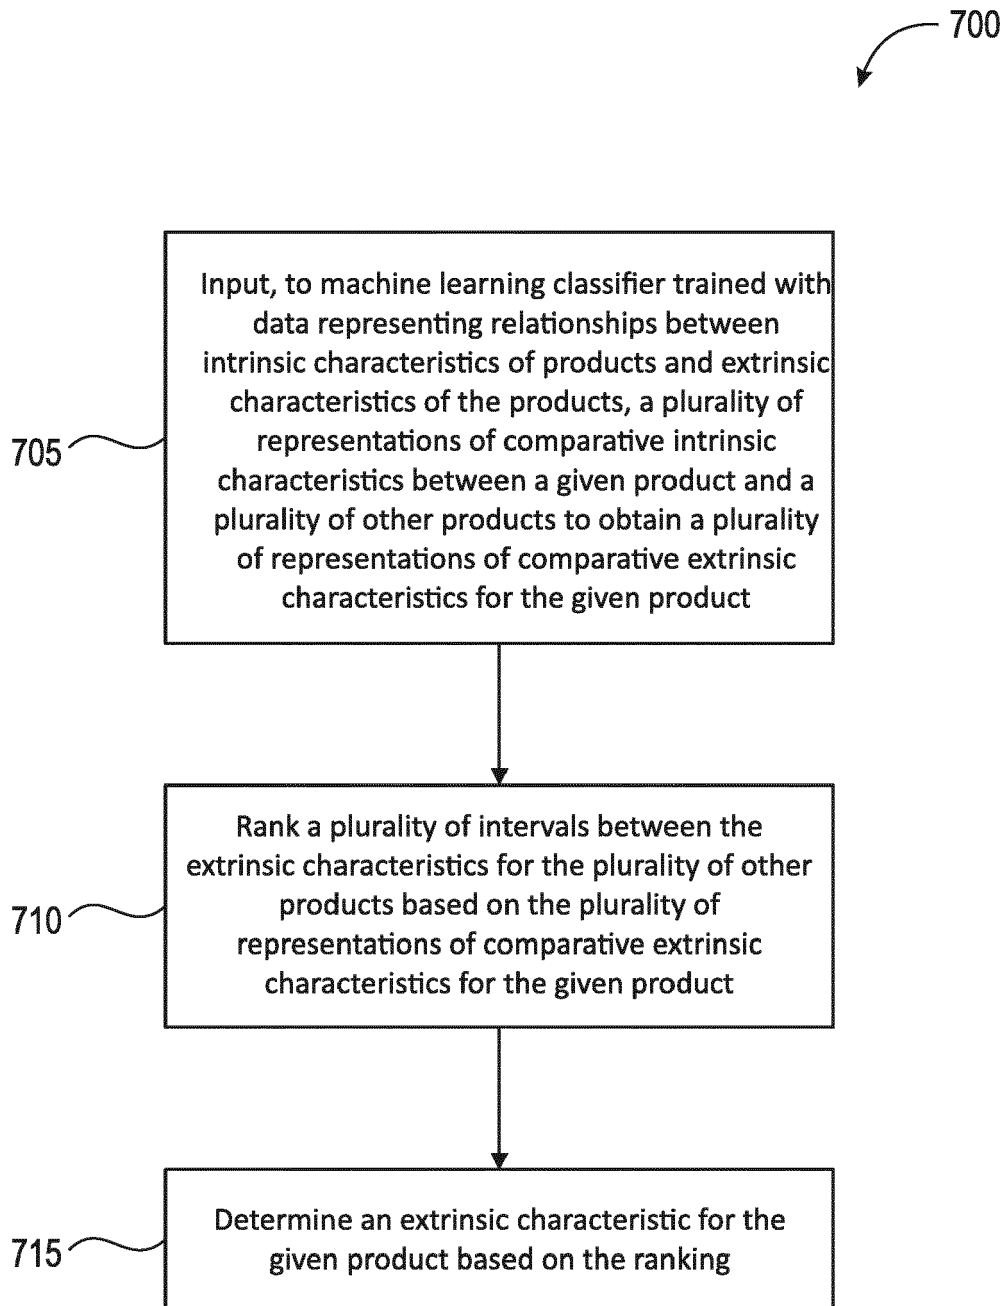 700
Input, to machine learning classifier trained with
data representing relationships between
intrinsic characteristics of products and extrinsic
characteristics of the products, a plurality of
representations of comparative intrinsic
characteristics between a given product and a
plurality of other products to obtain a plurality
of representations of comparative extrinsic
characteristics for the given product
705
Rank a plurality of intervals between the
extrinsic characteristics for the plurality of other
products based on the plurality of
representations of comparative extrinsic
characteristics for the given product
710
Determine an extrinsic characteristic for the
given product based on the ranking
715